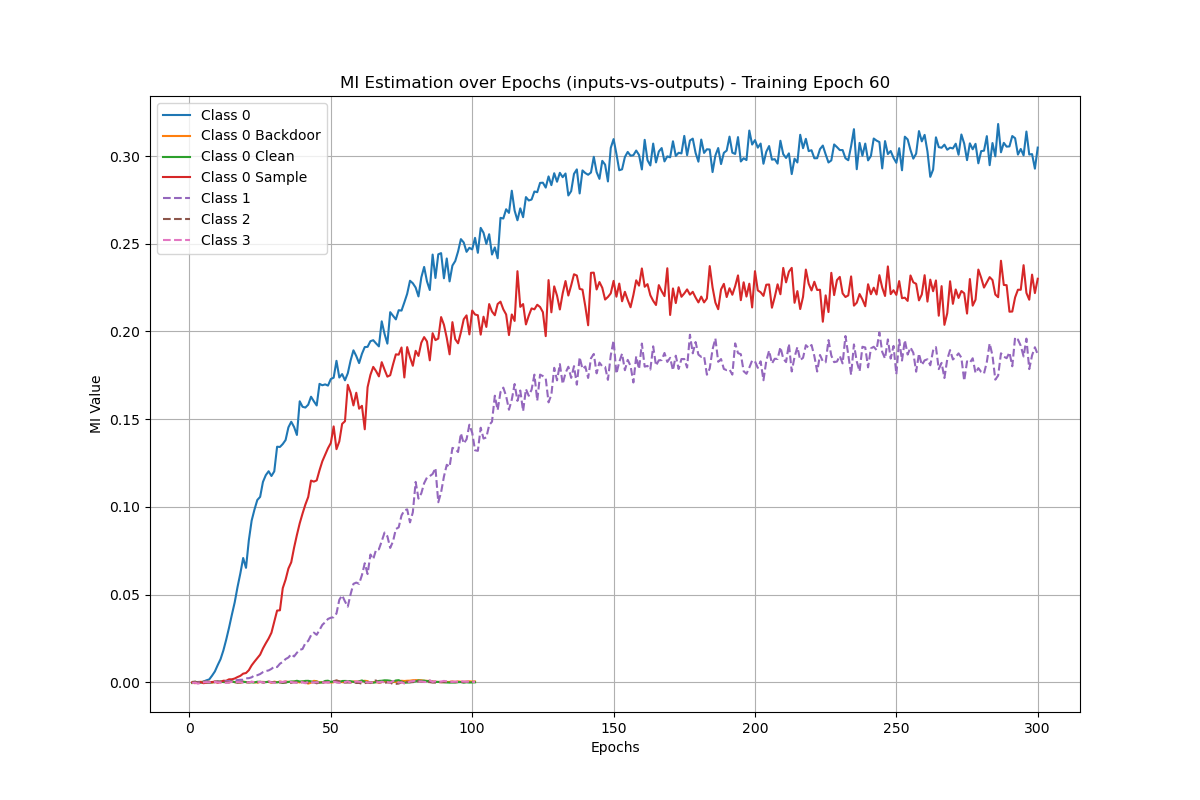 MI Estimation over Epochs (inputs-vs-outputs) - Training Epoch 60
Class 0
Class 0 Backdoor
Class 0 Clean
Class 0 Sample
Class 1
Class 2
Class 3
MI Value
0.30
0.25
0.20
0.15
0.10
0.05
0.00
0 50 100 150 200 250 300
Epochs